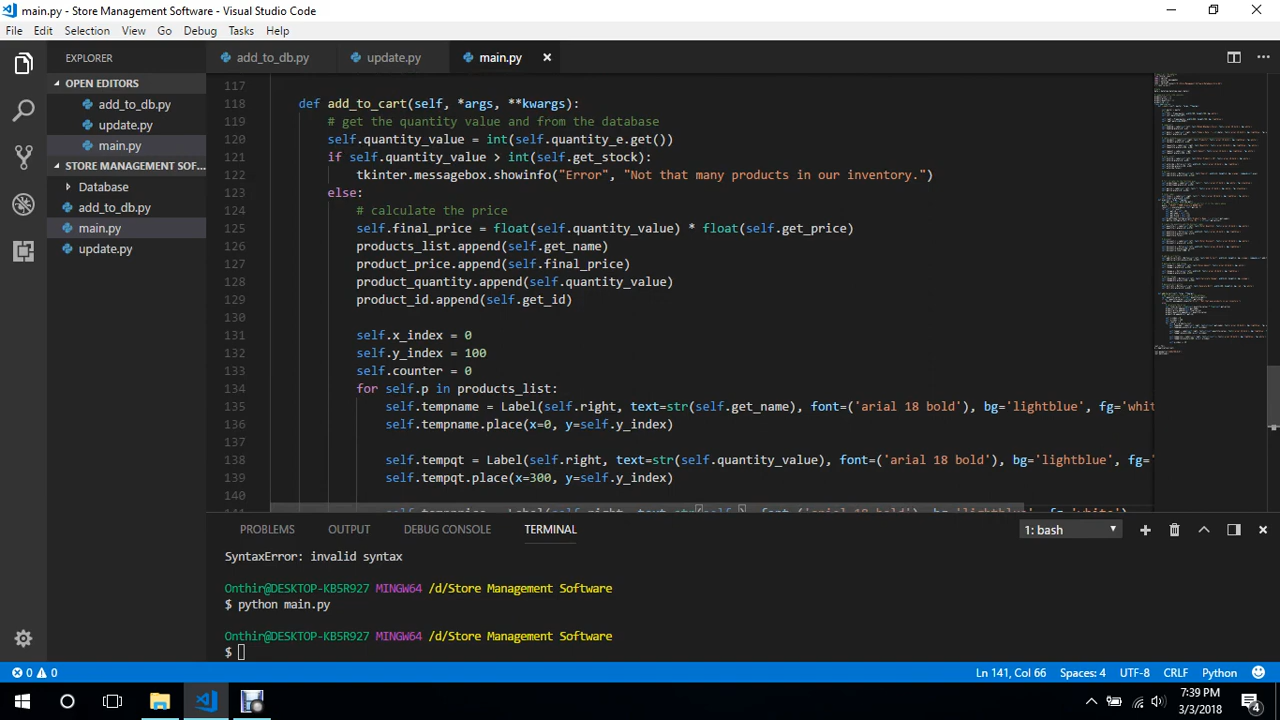 main.py - Store Management Software - Visual Studio Code
File Edit Selection View Go Debug Tasks Help
EXPLORER
OPEN EDITORS
add_to_db.py
update.py
main.py
STORE MANAGEMENT SOF...
Database
add_to_db.py
main.py
update.py
add_to_db.py update.py main.py
117
118 def add_to_cart(self, *args, **kwargs):
119 # get the quantity value and from the database
120 self.quantity_value = int(self.quantity_e.get())
121 if self.quantity_value > int(self.get_stock):
122 tkinter.messagebox.showinfo("Error", "Not that many products in our inventory.")
123 else:
124 # calculate the price
125 self.final_price = float(self.quantity_value) * float(self.get_price)
126 products_list.append(self.get_name)
127 product_price.append(self.final_price)
128 product_quantity.append(self.quantity_value)
129 product_id.append(self.get_id)
130
131 self.x_index = 0
132 self.y_index = 100
133 self.counter = 0
134 for self.p in products_list:
135 self.tempname = Label(self.right, text=str(self.get_name), font=('arial 18 bold'), bg='lightblue', fg='whit
136 self.tempname.place(x=0, y=self.y_index)
137
138 self.tempqt = Label(self.right, text=str(self.quantity_value), font=('arial 18 bold'), bg='lightblue', fg=
139 self.tempqt.place(x=300, y=self.y_index)
140
PROBLEMS OUTPUT DEBUG CONSOLE TERMINAL 1: bash
SyntaxError: invalid syntax
Onthir@DESKTOP-KB5R927 MINGW64 /d/Store Management Software
$ python main.py
Onthir@DESKTOP-KB5R927 MINGW64 /d/Store Management Software
$
0 0 Ln 141, Col 66 Spaces: 4 UTF-8 CRLF Python
7:39 PM
3/3/2018
4